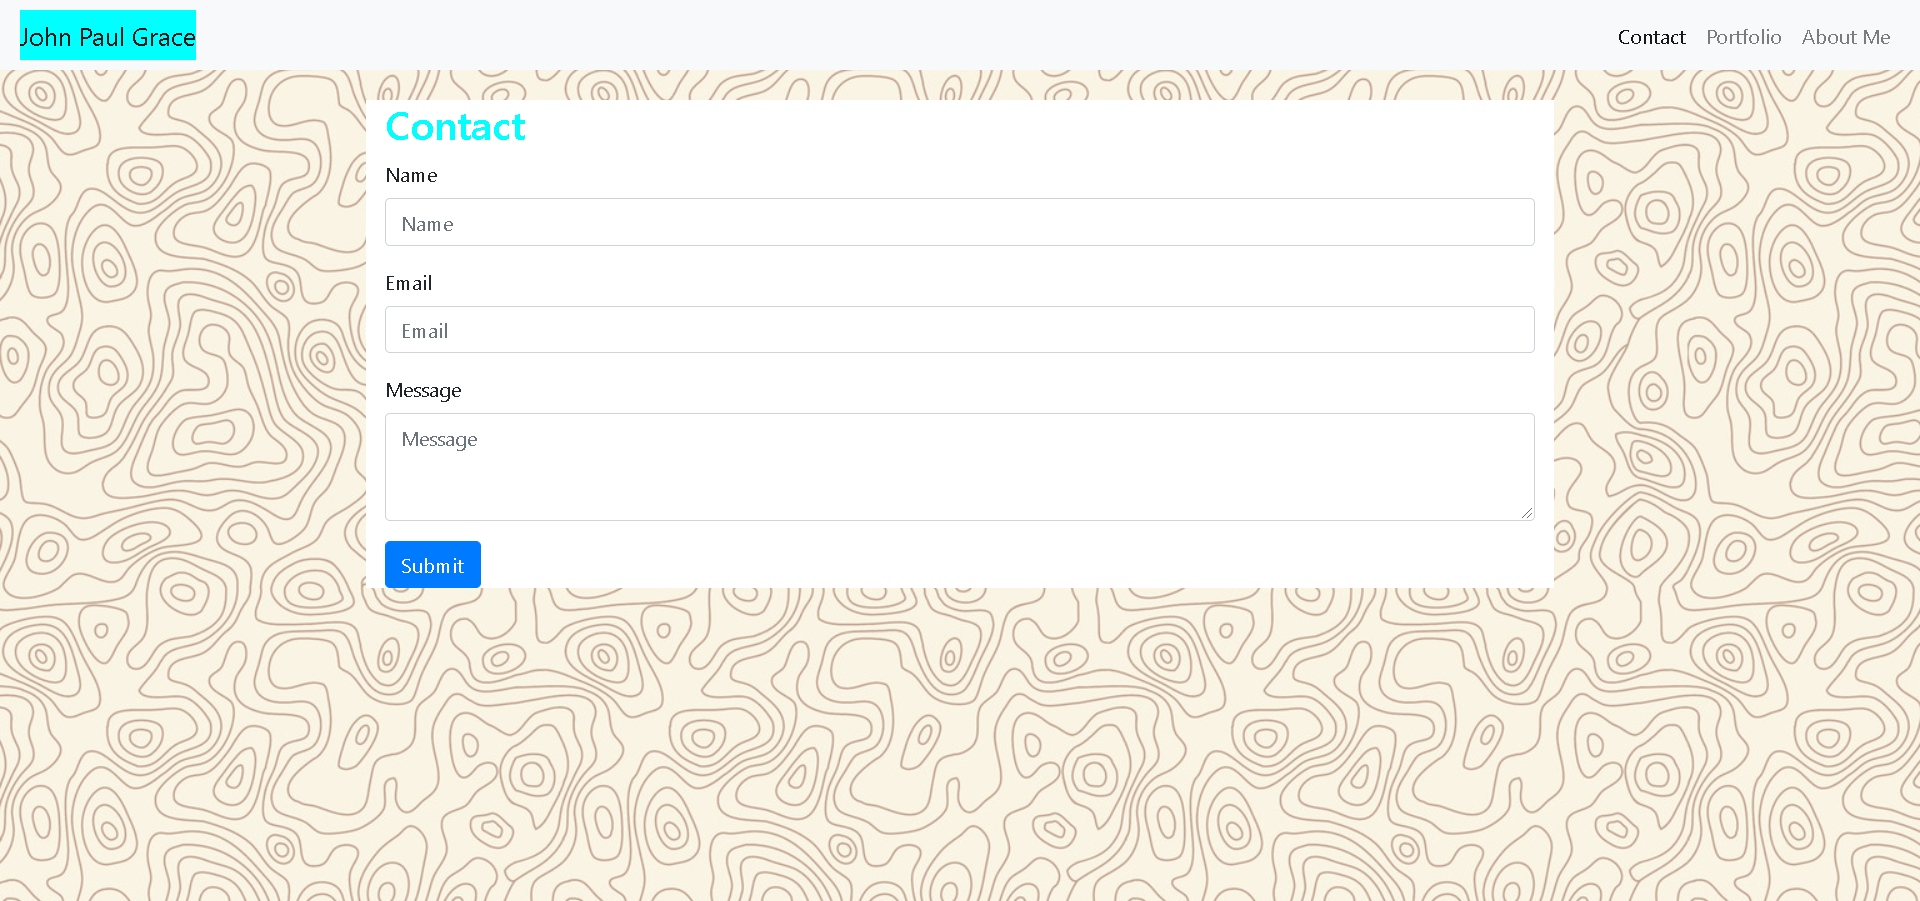 John Paul Grace
Contact Portfolio About Me
Contact
Name
Name
Email
Email
Message
Message
Submit